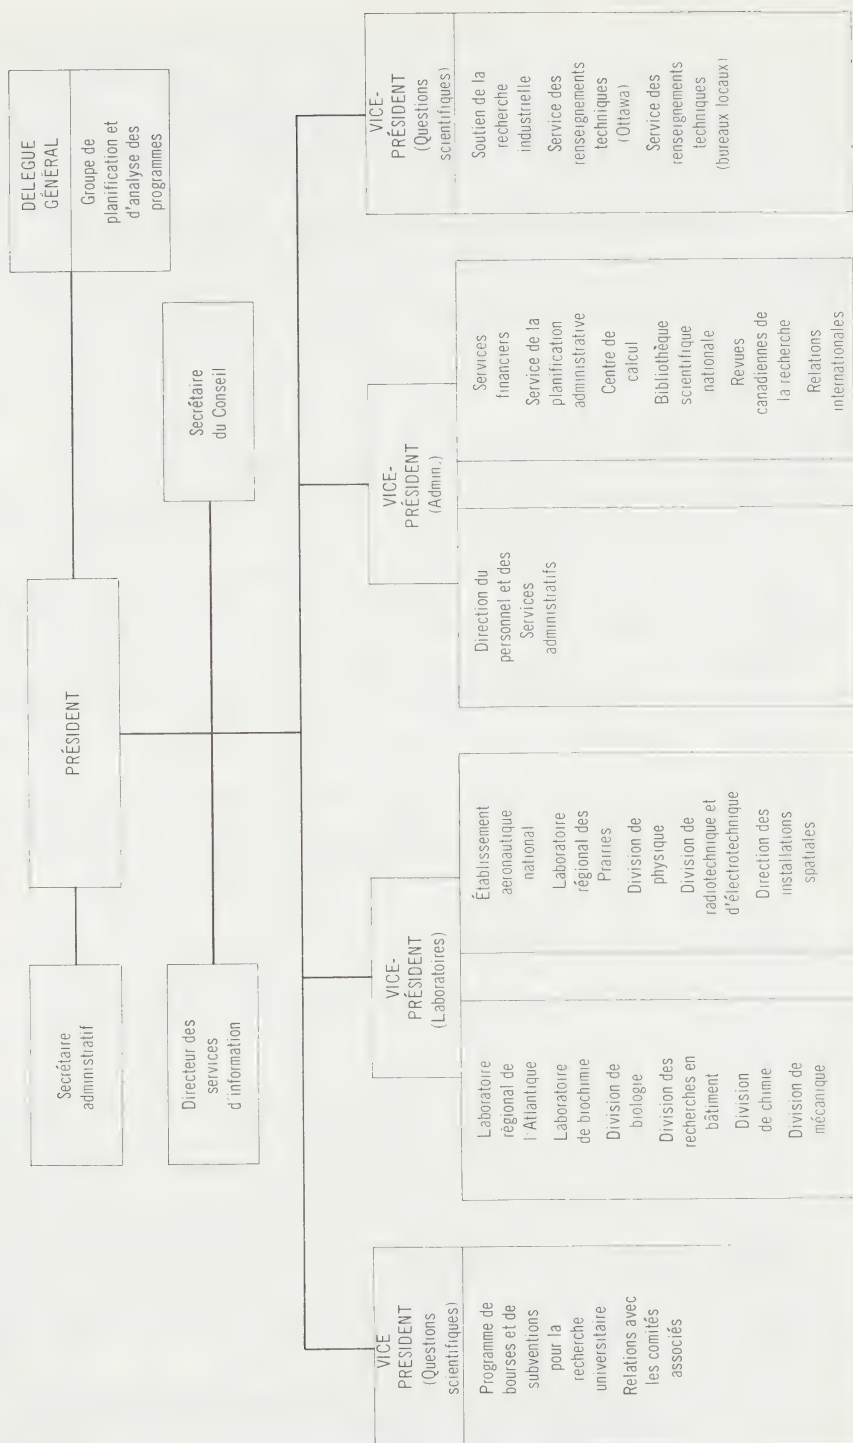 PRÉSIDENT
DELEGUE
GÉNÉRAL
Groupe de
planification et
d'analyse des
programmes
Secrétaire
administratif
Secrétaire
du Conseil
Directeur des
services
d'information
VICE
PRESIDENT
(Questions
scientifiques)
Programme de
bourses et de
subventions
pour la
recherche
universitaire
Relations avec
les comités
associés
VICE-
PRÉSIDENT
(Laboratoires)
Laboratoire
régional de
l'Atlantique
Laboratoire
de biochimie
Division de
biologie
Division des
recherches en
bâtiment
Division
de chimie
Division de
mécanique
Établissement
aeronautique
national
Laboratoire
régional des
Prairies
Division de
physique
Division de
radiotechnique et
d'électrotechnique
Direction des
installations
spatiales
VICE-
PRÉSIDENT
(Admin.)
Direction du
personnel et des
Services
administratifs
Services
financiers
Service de la
planification
administrative
Centre de
calcul
Bibliothèque
scientifique
nationale
Revues
canadiennes de
la recherche
Relations
internationales
VICE-
PRÉSIDENT
(Questions
scientifiques)
Soutien de la
recherche
industrielle
Service des
renseignements
techniques
(Ottawa)
Service des
renseignements
techniques
(bureaux locaux)